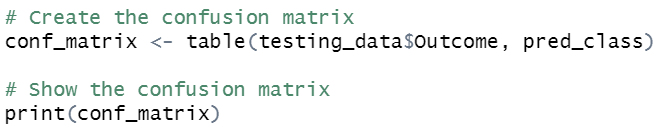 # Create the confusion matrix
conf_matrix <- table(testing_data$Outcome, pred_class)
# Show the confusion matrix
print(conf_matrix)